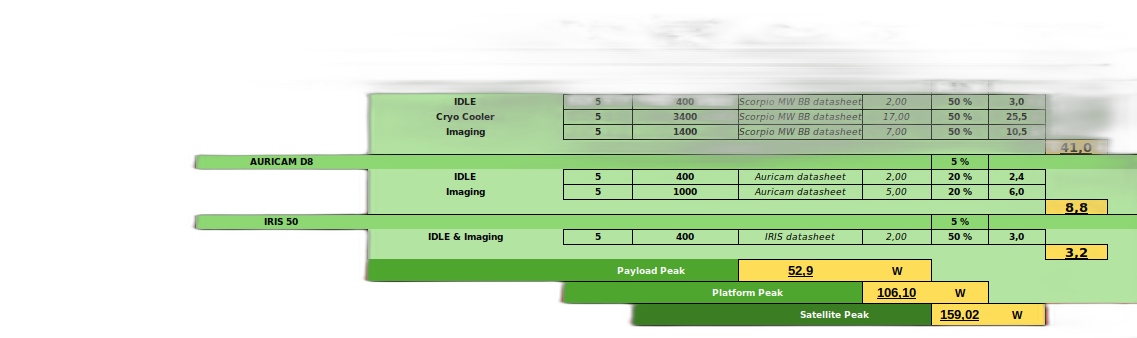 IDLE 5 400 Scorpio MW BB datasheet 2,00 50 % 3,0
Cryo Cooler 5 3400 Scorpio MW BB datasheet 17,00 50 % 25,5
Imaging 5 1400 Scorpio MW BB datasheet 7,00 50 % 10,5
41,0
AURICAM D8 5 %
IDLE 5 400 Auricam datasheet 2,00 20 % 2,4
Imaging 5 1000 Auricam datasheet 5,00 20 % 6,0
8,8
IRIS 50 5 %
IDLE & Imaging 5 400 IRIS datasheet 2,00 50 % 3,0
3,2
Payload Peak 52,9 W
Platform Peak 106,10 W
Satellite Peak 159,02 W